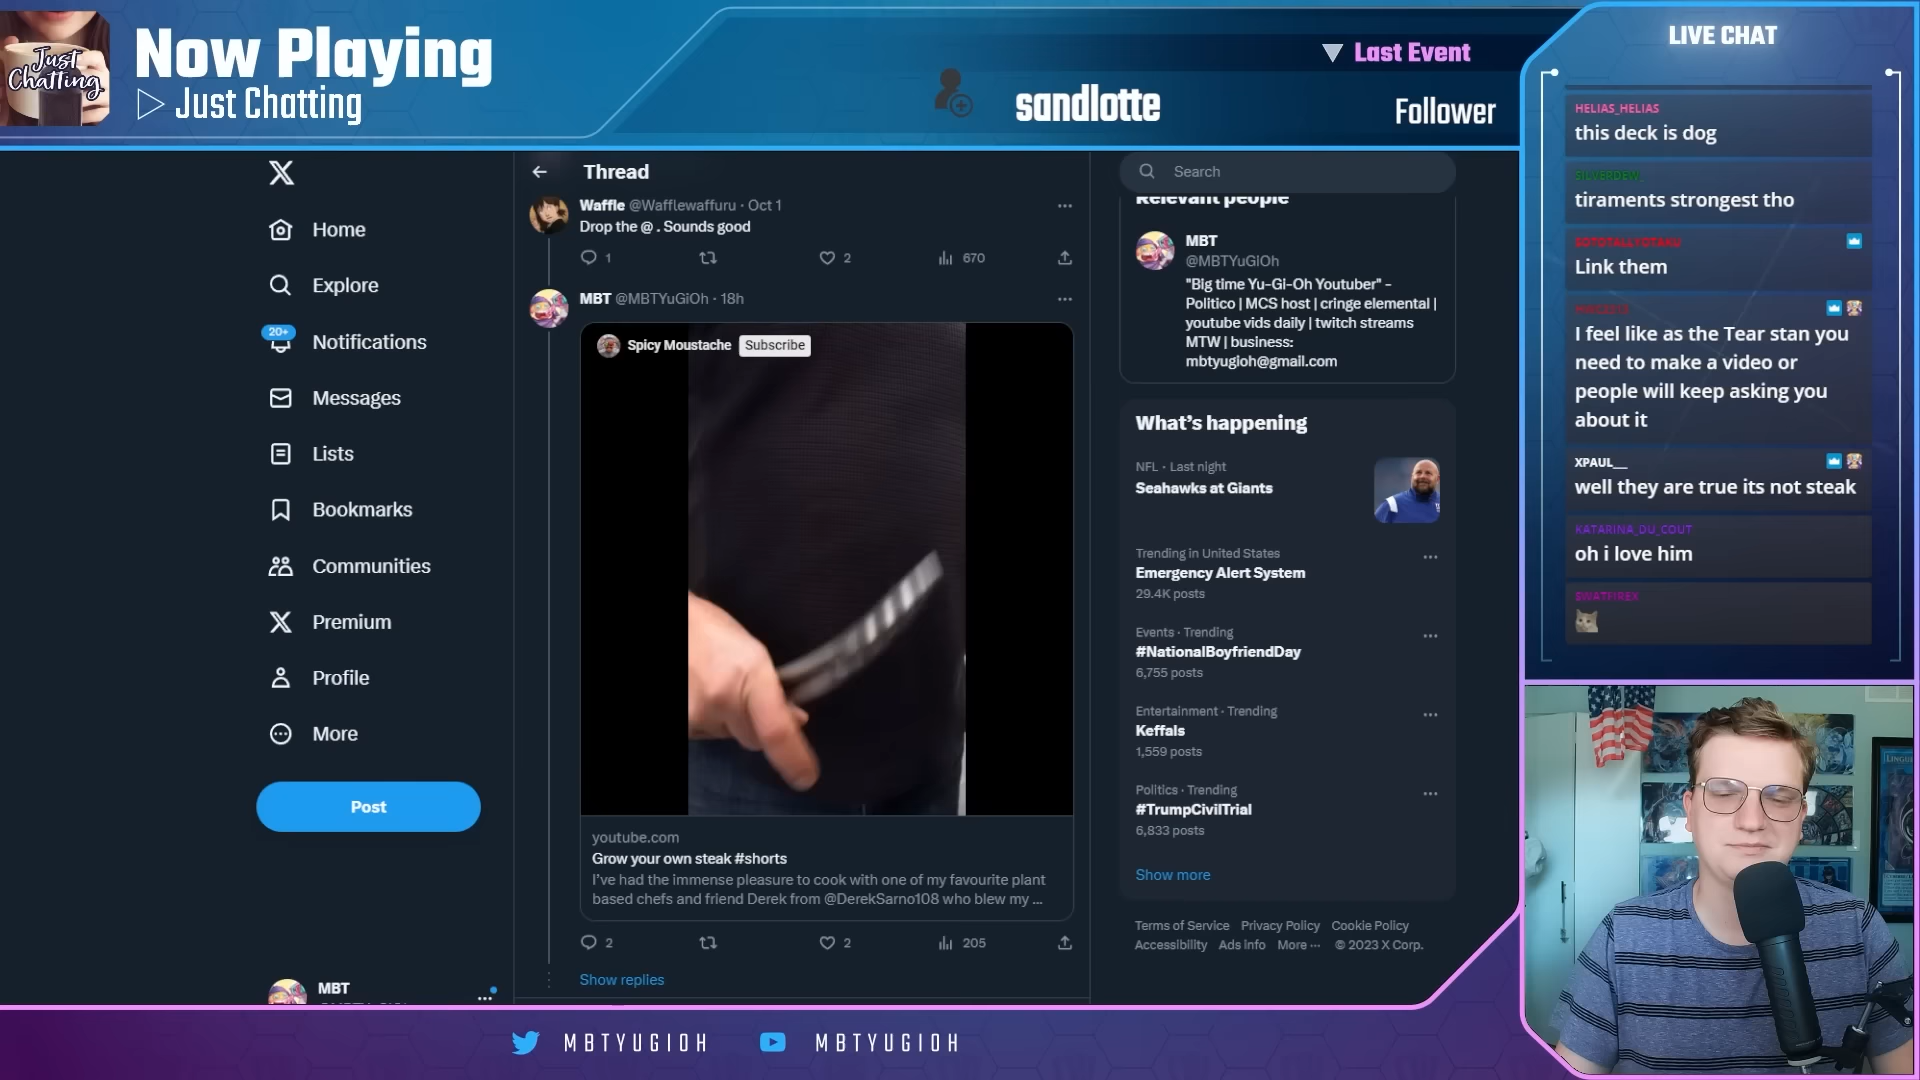 Just
Chatting
Now Playing
Just Chatting
Last Event
sandlotte
Follower
LIVE CHAT
HELIAS_HELIAS
this deck is dog
SILVERDEW
tiraments strongest tho
Link them
I feel like as the Tear stan you
need to make a video or
people will keep asking you
about it
XPAUL__
well they are true its not steak
KATARINA_DU_COUT
oh i love him
SWATFIREX
X
Home
Explore
20+
Notifications
Messages
Lists
Bookmarks
Communities
Premium
Profile
More
Post
MBT
Thread
Waffle @Wafflewaffuru · Oct 1
Drop the @ . Sounds good
1
2
670
MBT @MBTYuGiOh · 18h
Spicy Moustache Subscribe
youtube.com
Grow your own steak #shorts
I've had the immense pleasure to cook with one of my favourite plant
based chefs and friend Derek from @DerekSarno108 who blew my ...
2
2
205
Show replies
Search
Relevant people
MBT
@MBTYuGiOh
"Big time Yu-Gi-Oh Youtuber" -
Politico | MCS host | cringe elemental |
youtube vids daily | twitch streams
MTW | business:
mbtyugioh@gmail.com
What's happening
NFL · Last night
Seahawks at Giants
Trending in United States
Emergency Alert System
29.4K posts
Events · Trending
#NationalBoyfriendDay
6,755 posts
Entertainment · Trending
Keffals
1,559 posts
Politics · Trending
#TrumpCivilTrial
6,833 posts
Show more
Terms of Service Privacy Policy Cookie Policy
Accessibility Ads info More ··· © 2023 X Corp.
MBTYUGIOH
MBTYUGIOH